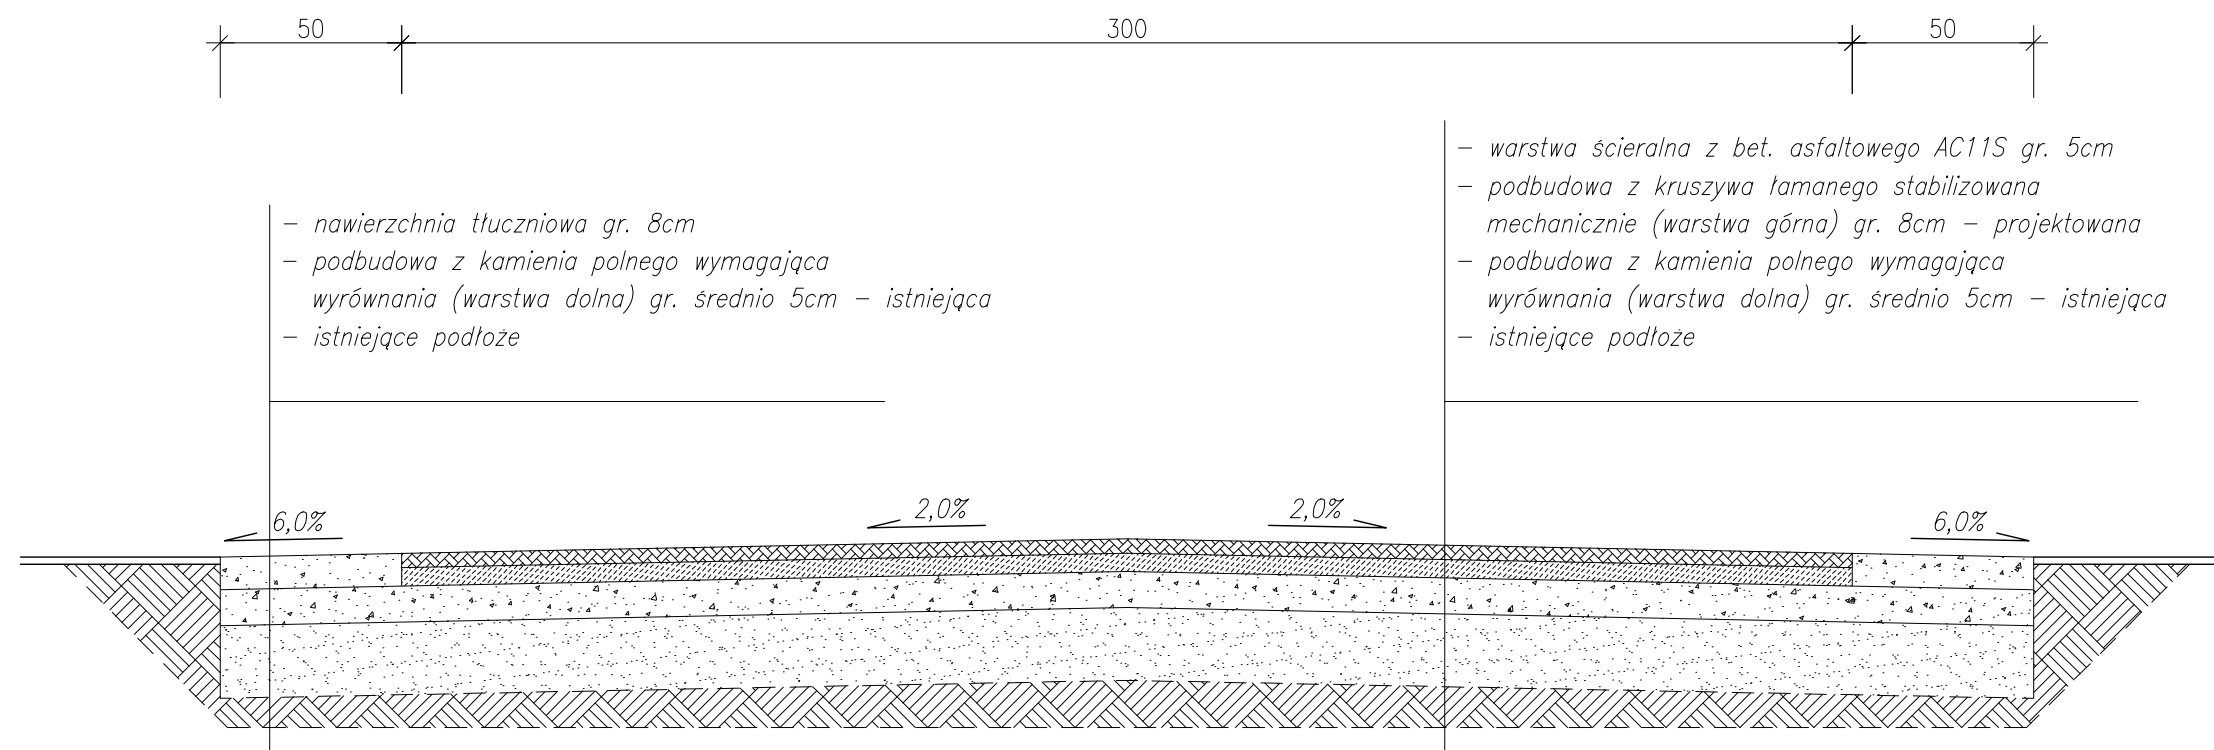 50
300
50
– nawierzchnia tłuczniowa gr. 8cm
– podbudowa z kamienia polnego wymagająca
wyrównania (warstwa dolna) gr. średnio 5cm – istniejąca
– istniejące podłoże
– warstwa ścieralna z bet. asfaltowego AC11S gr. 5cm
– podbudowa z kruszywa łamanego stabilizowana
mechanicznie (warstwa górna) gr. 8cm – projektowana
– podbudowa z kamienia polnego wymagająca
wyrównania (warstwa dolna) gr. średnio 5cm – istniejąca
– istniejące podłoże
6,0%
2,0%
2,0%
6,0%